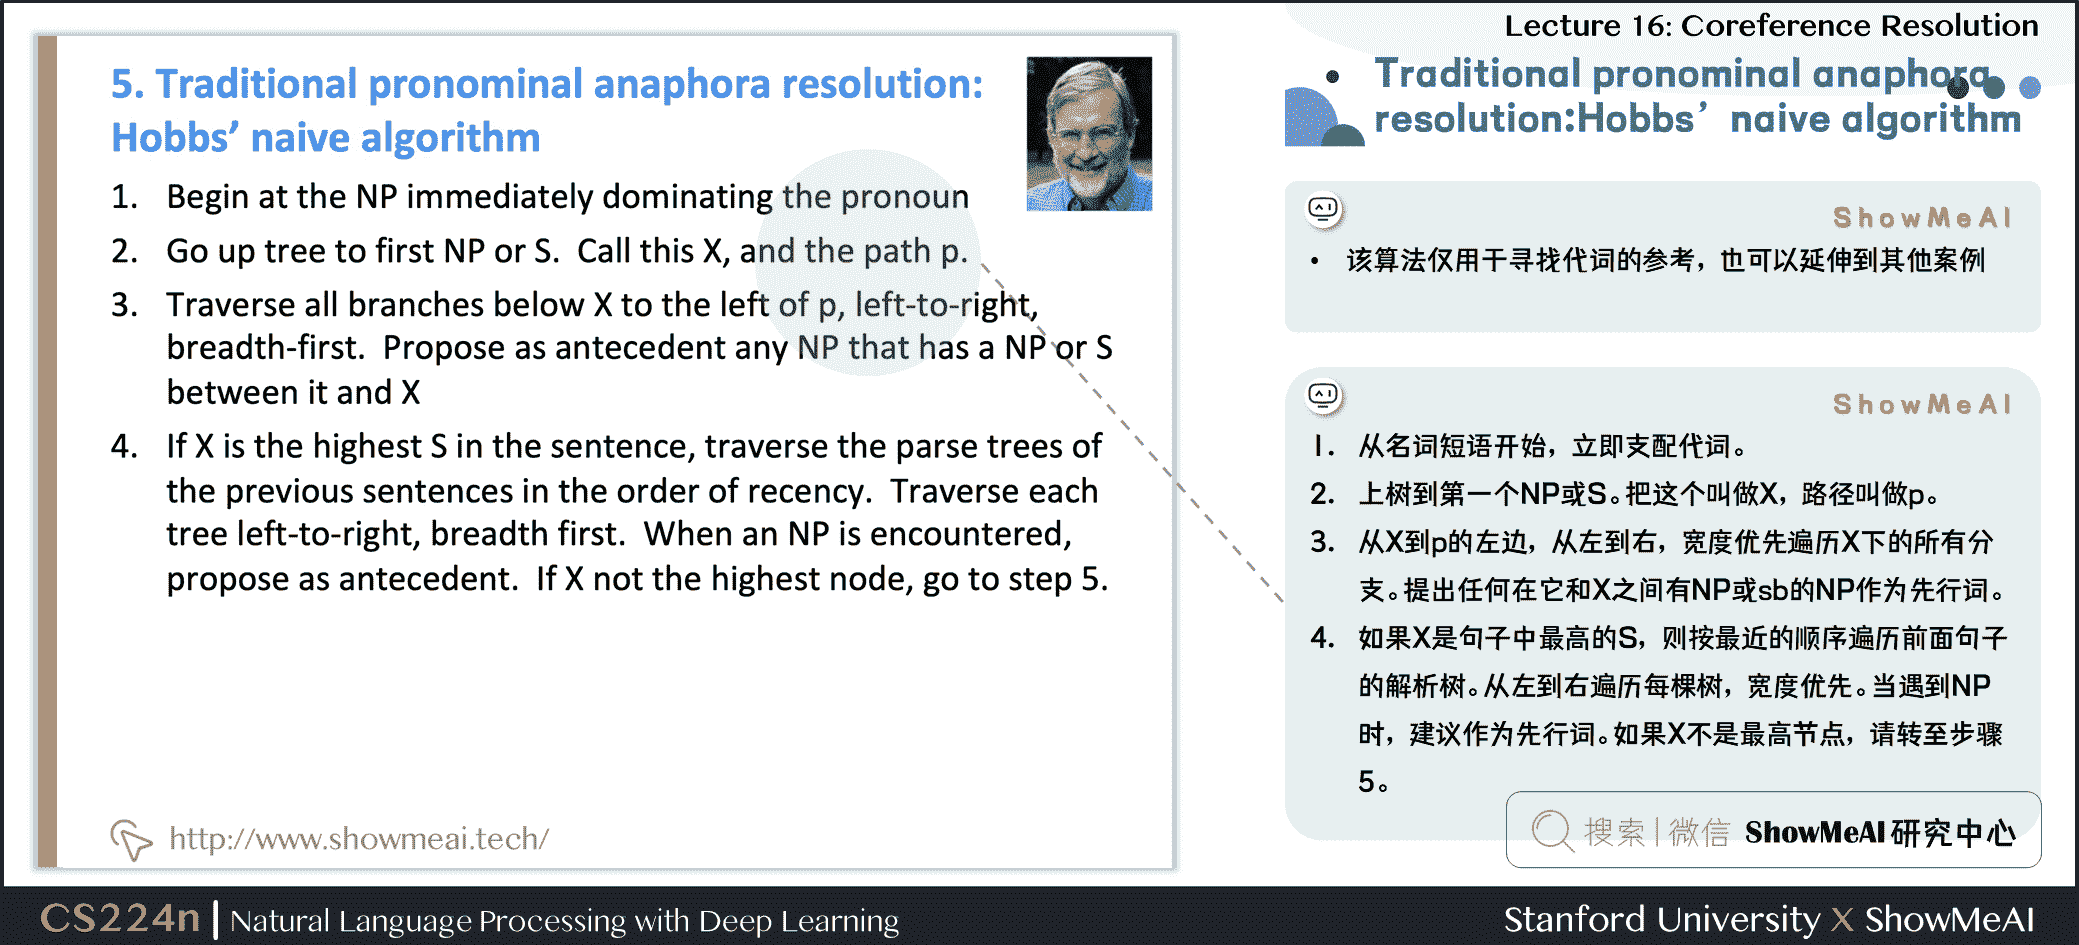 Lecture 16: Coreference Resolution
5. Traditional pronominal anaphora resolution:
Hobbs’ naive algorithm
1. Begin at the NP immediately dominating the pronoun
2. Go up tree to first NP or S. Call this X, and the path p.
3. Traverse all branches below X to the left of p, left-to-right,
breadth-first. Propose as antecedent any NP that has a NP or S
between it and X
4. If X is the highest S in the sentence, traverse the parse trees of
the previous sentences in the order of recency. Traverse each
tree left-to-right, breadth first. When an NP is encountered,
propose as antecedent. If X not the highest node, go to step 5.
http://www.showmeai.tech/
Traditional pronominal anaphora
resolution:Hobbs’ naive algorithm
ShowMeAI
• 该算法仅用于寻找代词的参考，也可以延伸到其他案例
ShowMeAI
1. 从名词短语开始，立即支配代词。
2. 上树到第一个NP或S。把这个叫做X，路径叫做p。
3. 从X到p的左边，从左到右，宽度优先遍历X下的所有分
支。提出任何在它和X之间有NP或sb的NP作为先行词。
4. 如果X是句子中最高的S，则按最近的顺序遍历前面句子
的解析树。从左到右遍历每棵树，宽度优先。当遇到NP
时，建议作为先行词。如果X不是最高节点，请转至步骤
5。
搜索|微信 ShowMeAI 研究中心
CS224n | Natural Language Processing with Deep Learning
Stanford University X ShowMeAI